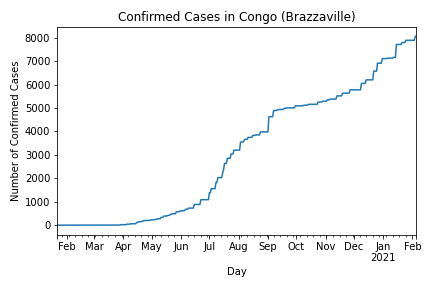 Confirmed Cases in Congo (Brazzaville)
Number of Confirmed Cases
8000
7000
6000
5000
4000
3000
2000
1000
0
Feb Mar Apr May Jun Jul Aug Sep Oct Nov Dec Jan Feb
2021
Day